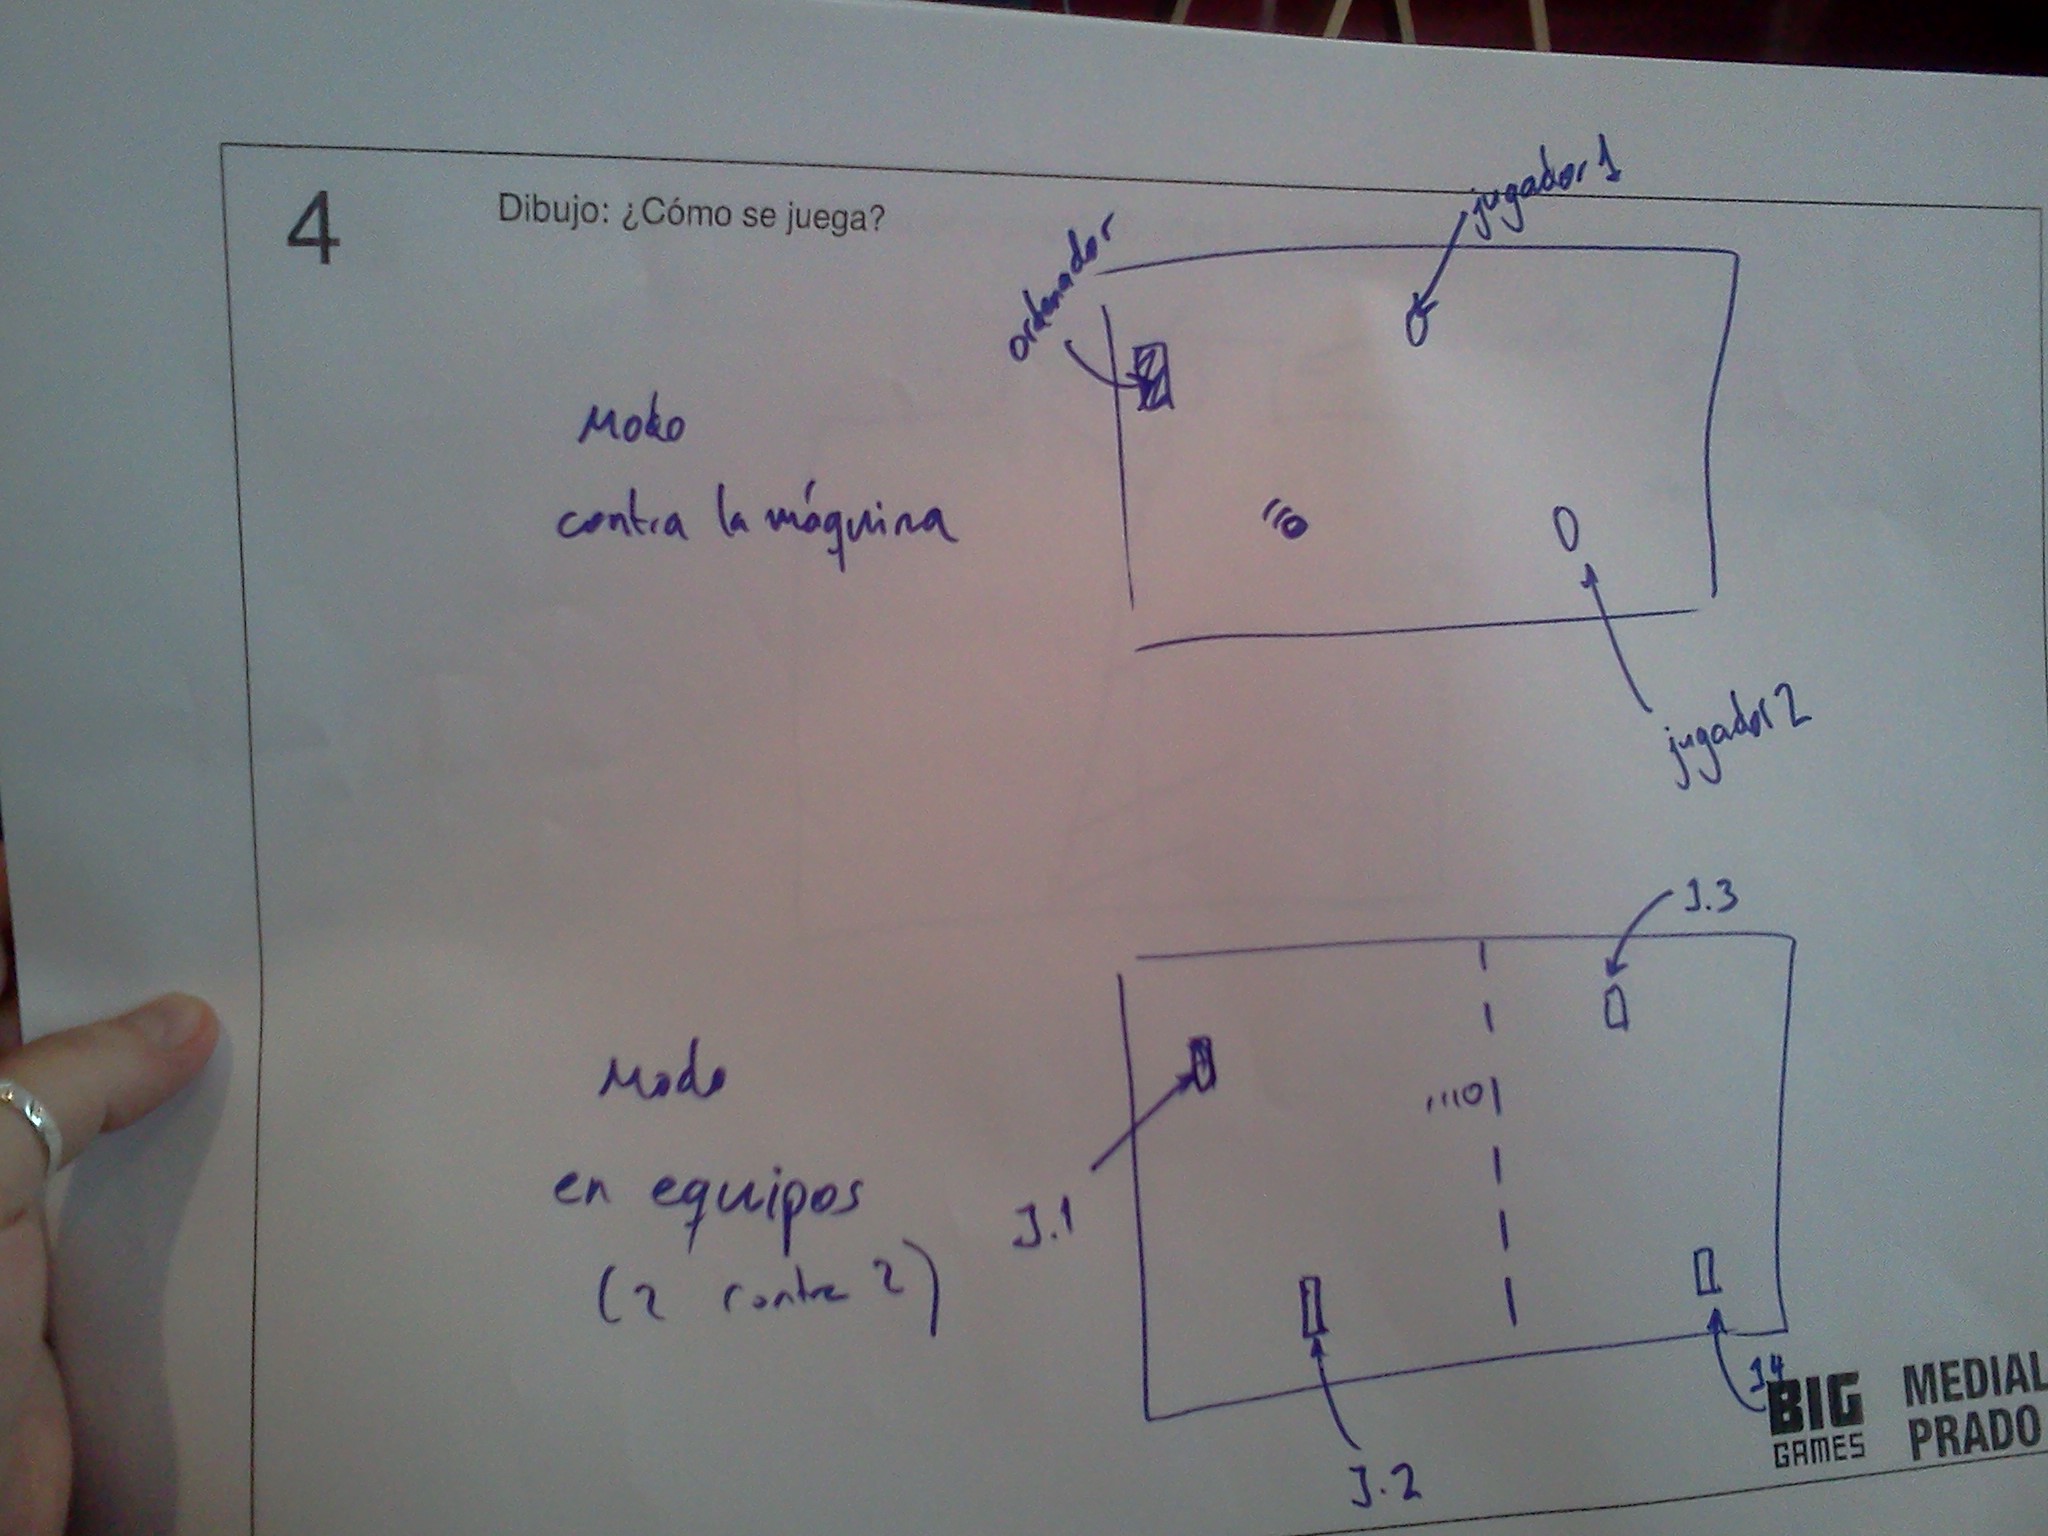 4
Dibujo: ¿Cómo se juega?
jugador 1
ordenador
Modo
contra la máquina
jugador 2
J.3
Modo
en equipos
(2 contra 2)
J.1
J4
J.2
BIG
GAMES
MEDIAL
PRADO